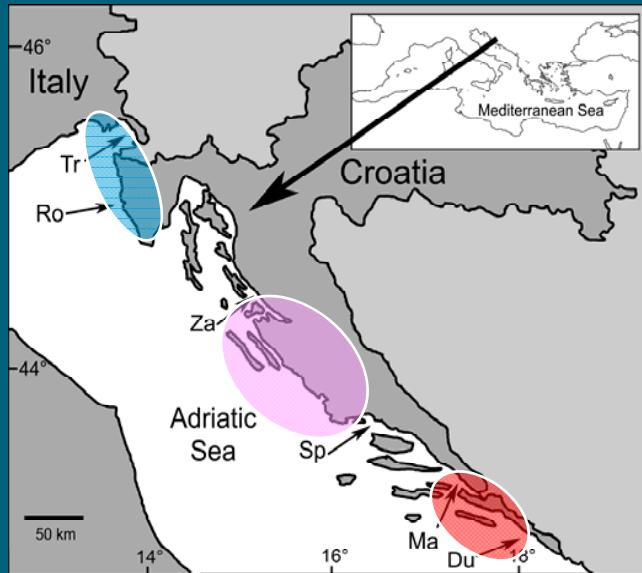 46°
Italy
Mediterranean Sea
Tr
Croatia
Ro
Za
44°
Adriatic
Sea
Sp
50 km
Ma
Du
14°
16°
18°